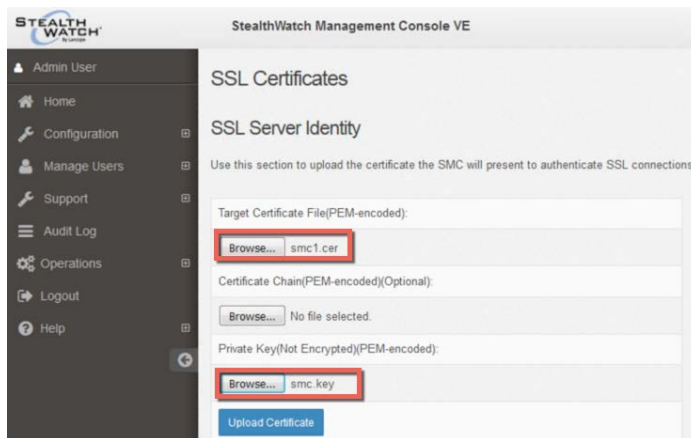 STEALTH
WATCH
By Lancope
StealthWatch Management Console VE
Admin User
Home
Configuration
Manage Users
Support
Audit Log
Operations
Logout
Help
SSL Certificates
SSL Server Identity
Use this section to upload the certificate the SMC will present to authenticate SSL connections
Target Certificate File(PEM-encoded):
Browse... smc1.cer
Certificate Chain(PEM-encoded)(Optional):
Browse... No file selected.
Private Key(Not Encrypted)(PEM-encoded):
Browse... smc.key
Upload Certificate